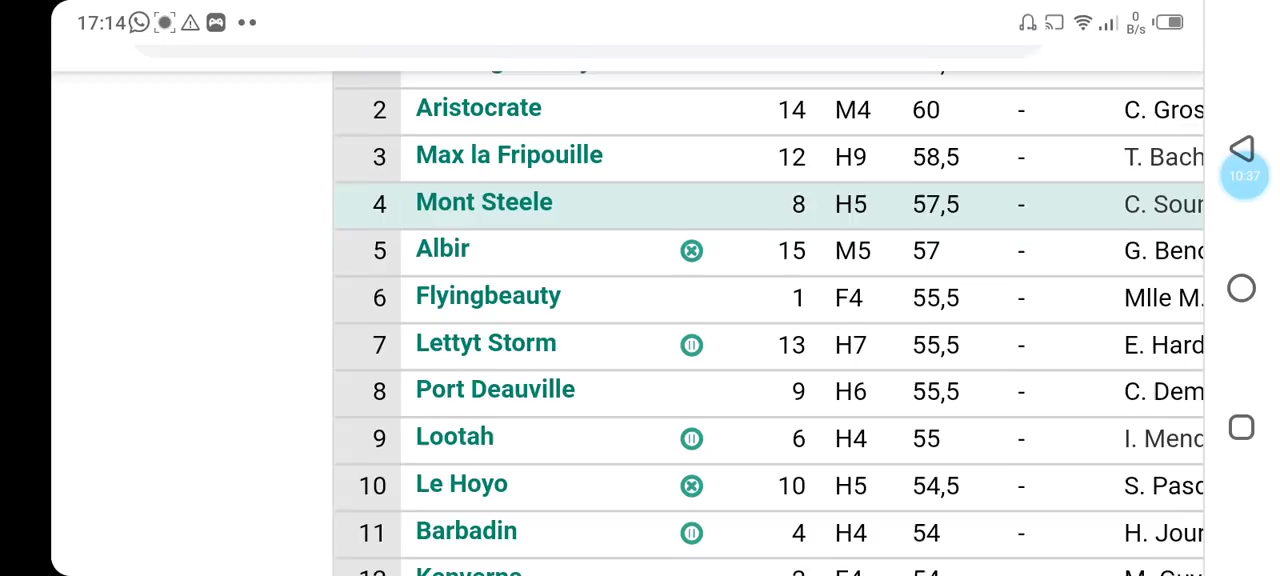 17:14
0 B/s
2 Aristocrate 14 M4 60 - C. Gros
3 Max la Fripouille 12 H9 58,5 - T. Bach
4 Mont Steele 8 H5 57,5 - C. Sour
10:37
5 Albir 15 M5 57 - G. Beno
6 Flyingbeauty 1 F4 55,5 - Mlle M.
7 Lettyt Storm 13 H7 55,5 - E. Hard
8 Port Deauville 9 H6 55,5 - C. Dem
9 Lootah 6 H4 55 - I. Mend
10 Le Hoyo 10 H5 54,5 - S. Pasq
11 Barbadin 4 H4 54 - H. Jour